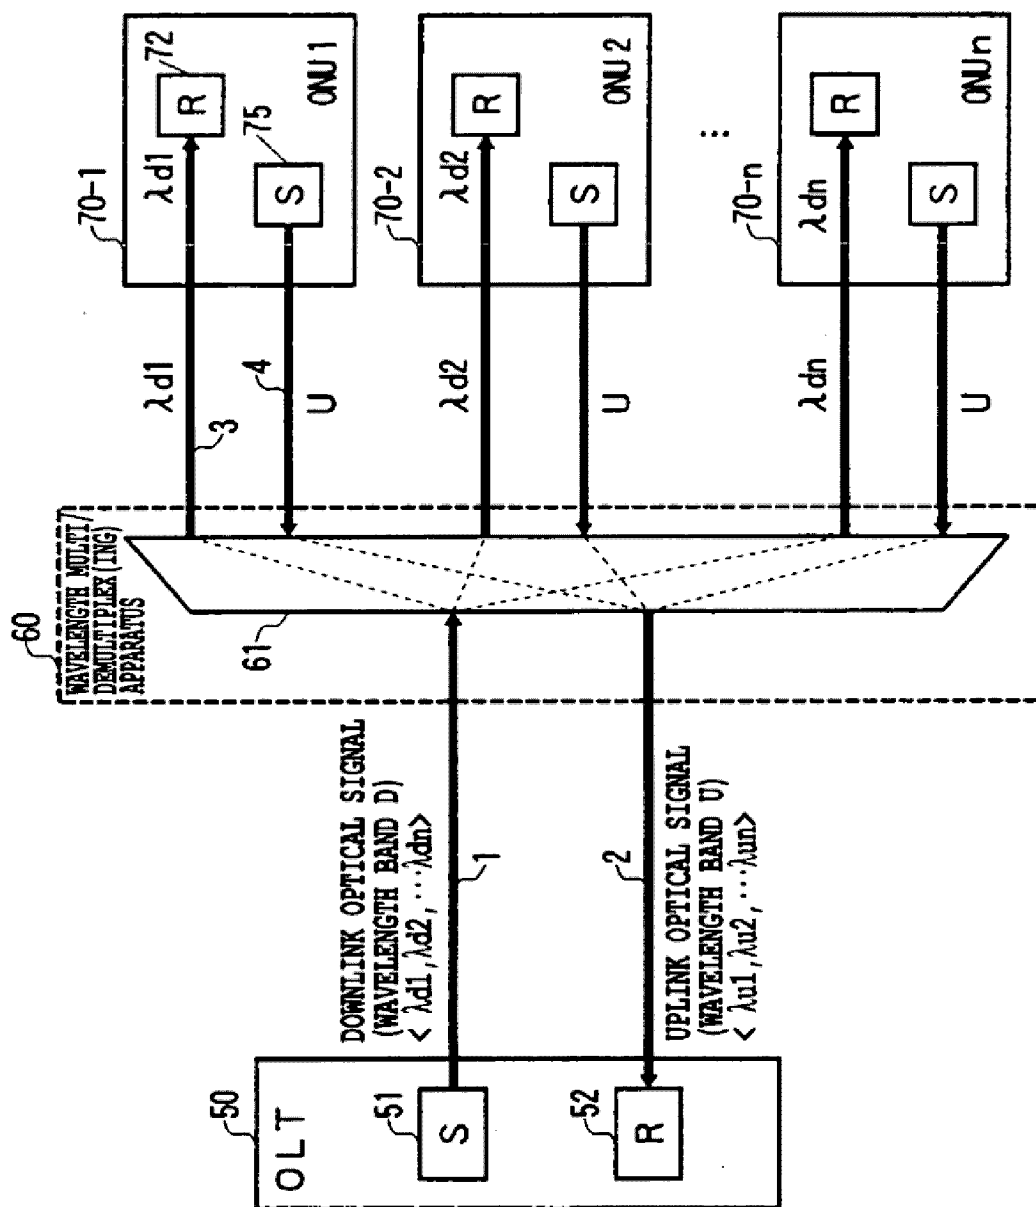 50
OLT
51
S
52
R
DOWNLINK OPTICAL SIGNAL
(WAVELENGTH BAND D)
< λd1,λd2,⋯λdn>
1
2
UPLINK OPTICAL SIGNAL
(WAVELENGTH BAND U)
< λu1,λu2,⋯λun>
60
WAVELENGTH MULTI/
DEMULTIPLEX(ING)
APPARATUS
61
λd1
3
4
U
λd2
U
λdn
U
70-1
λd1
R
72
S
75
ONU1
70-2
λd2
R
S
ONU2
⋯
70-n
λdn
R
S
ONUn